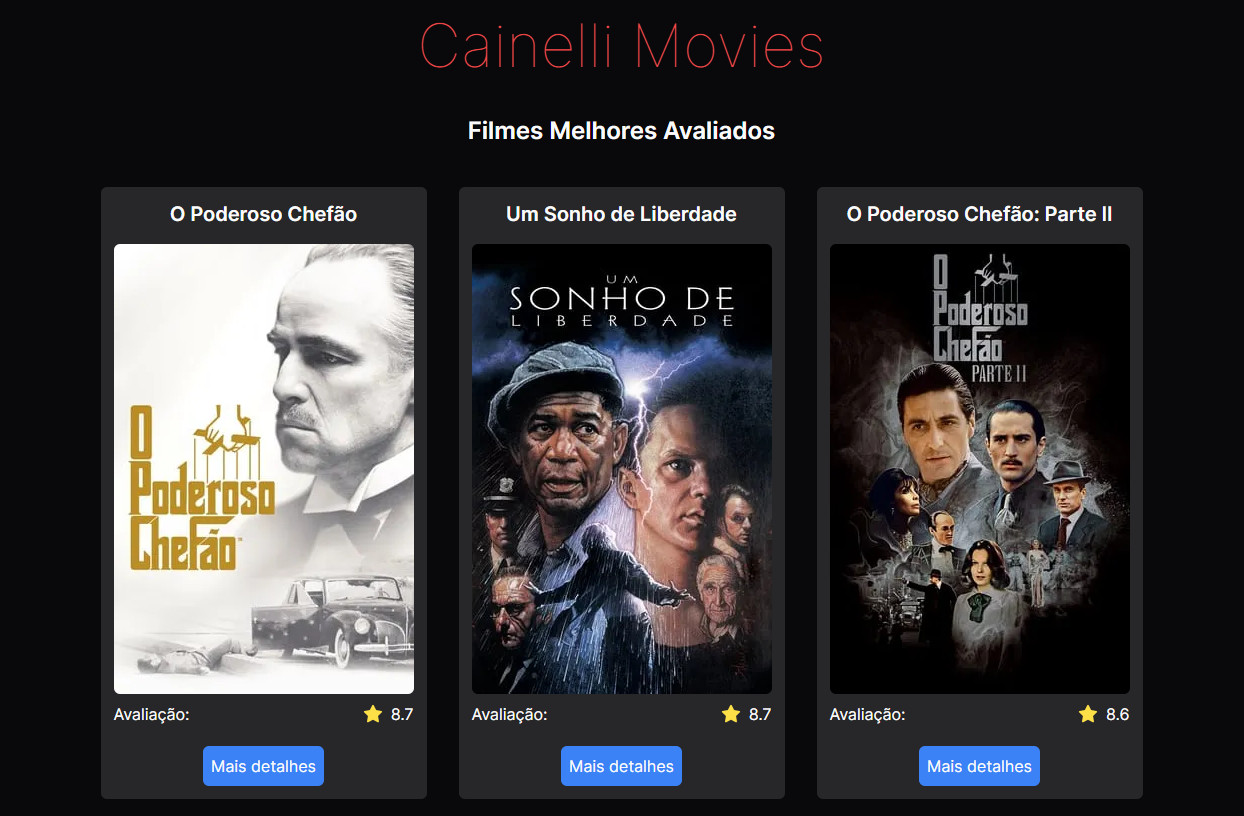 Cainelli Movies
Filmes Melhores Avaliados
O Poderoso Chefão
O
Poderoso
Chefão
Avaliação: 8.7
Mais detalhes
Um Sonho de Liberdade
UM
SONHO DE
LIBERDADE
Avaliação: 8.7
Mais detalhes
O Poderoso Chefão: Parte II
O
Poderoso
Chefão
PARTE II
Avaliação: 8.6
Mais detalhes